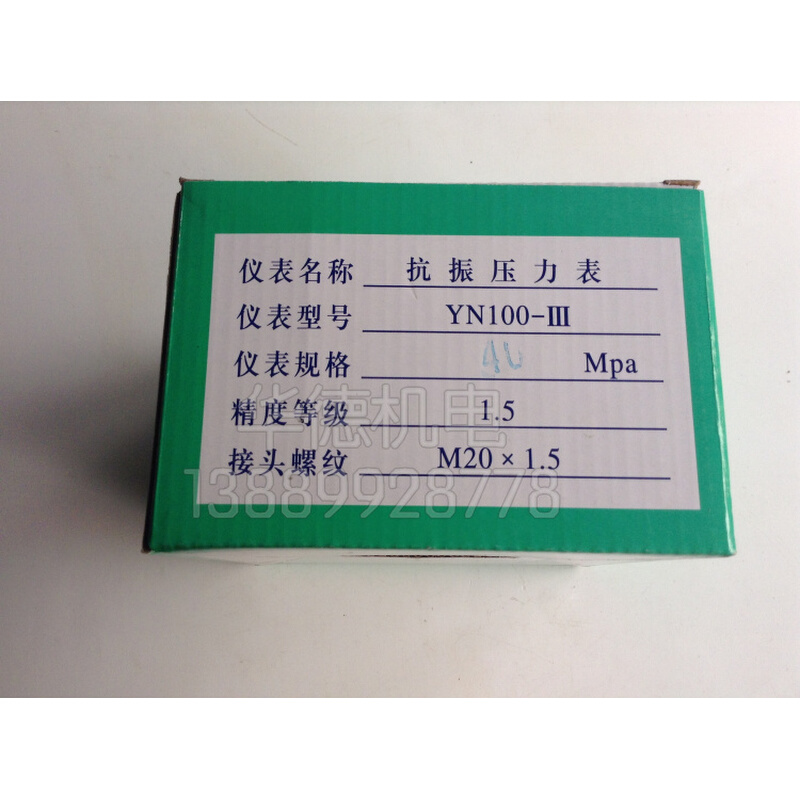 仪表名称 抗振压力表
仪表型号 YN100-III
仪表规格 40 Mpa
精度等级 1.5
接头螺纹 M20×1.5
华德机电
13889928778